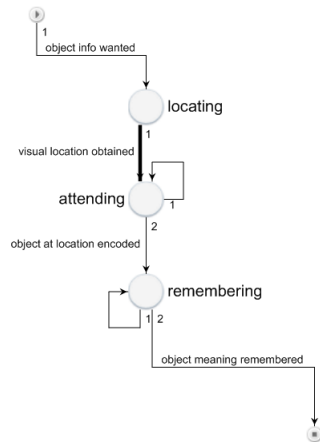 1
object info wanted
locating
1
visual location obtained
attending
1
2
object at location encoded
remembering
1 2
object meaning remembered